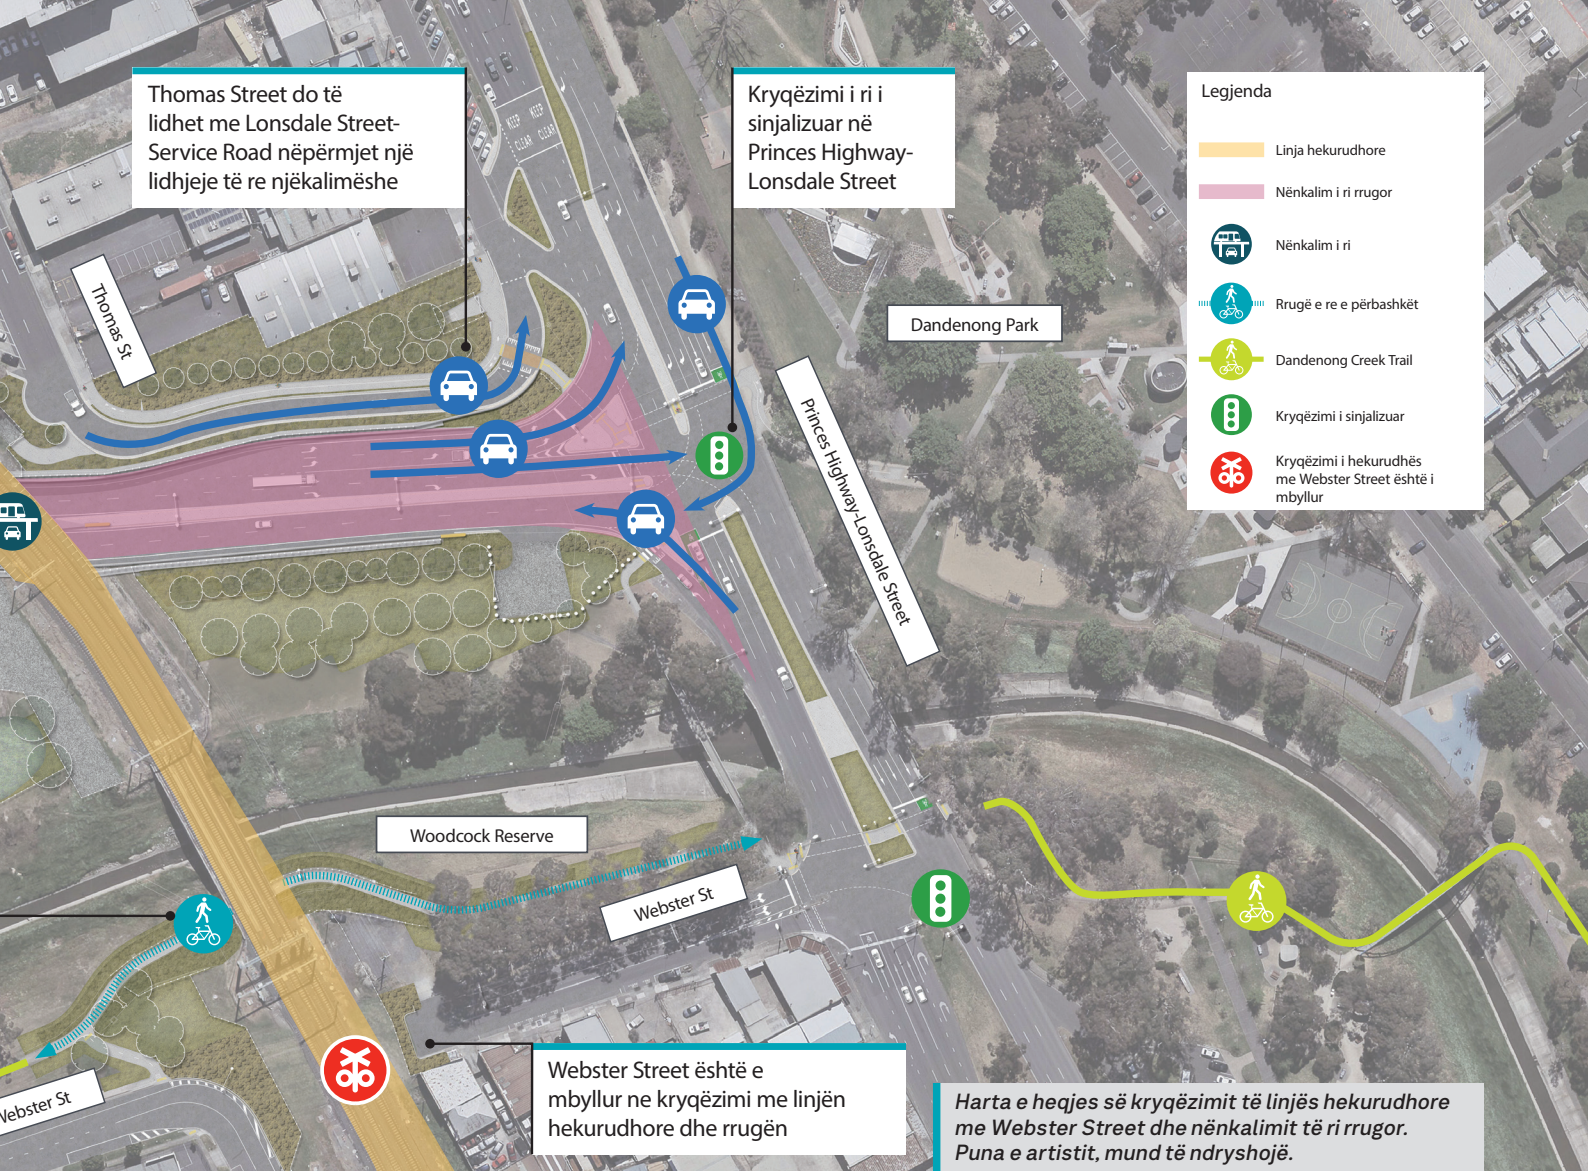 Thomas Street do të
lidhet me Lonsdale Street-
Service Road nëpërmjet një
lidhjeje të re njëkalimëshe
Kryqëzimi i ri i
sinjalizuar në
Princes Highway-
Lonsdale Street
Legjenda
Linja hekurudhore
Nënkalim i ri rrugor
Nënkalim i ri
Rrugë e re e përbashkët
Dandenong Creek Trail
Kryqëzimi i sinjalizuar
Kryqëzimi i hekurudhës
me Webster Street është i
mbyllur
KEEP KEEP
CLEAR CLEAR
Thomas St
Dandenong Park
Princes Highway-Lonsdale Street
Woodcock Reserve
Webster St
Webster St
Webster Street është e
mbyllur ne kryqëzimi me linjën
hekurudhore dhe rrugën
Harta e heqjes së kryqëzimit të linjës hekurudhore
me Webster Street dhe nënkalimit të ri rrugor.
Puna e artistit, mund të ndryshojë.